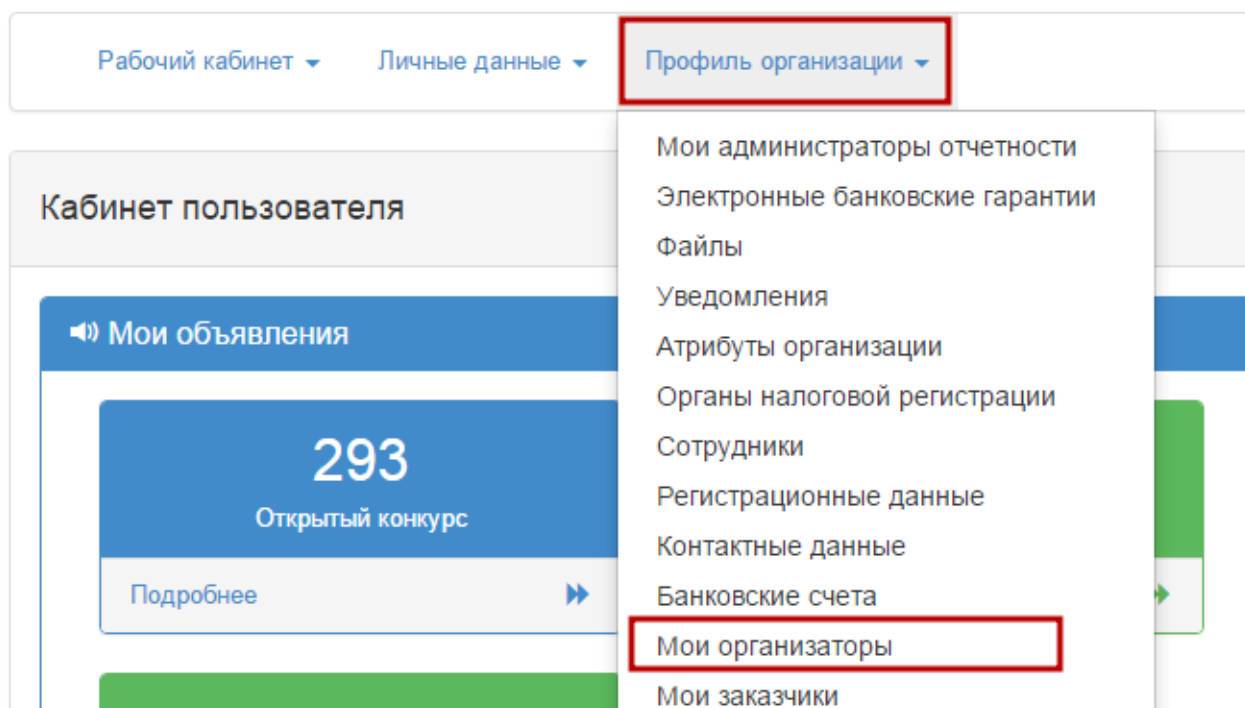 Рабочий кабинет Личные данные Профиль организации
Мои администраторы отчетности
Электронные банковские гарантии
Файлы
Уведомления
Атрибуты организации
Органы налоговой регистрации
Сотрудники
Регистрационные данные
Контактные данные
Банковские счета
Мои организаторы
Мои заказчики
Кабинет пользователя
Мои объявления
293
Открытый конкурс
Подробнее